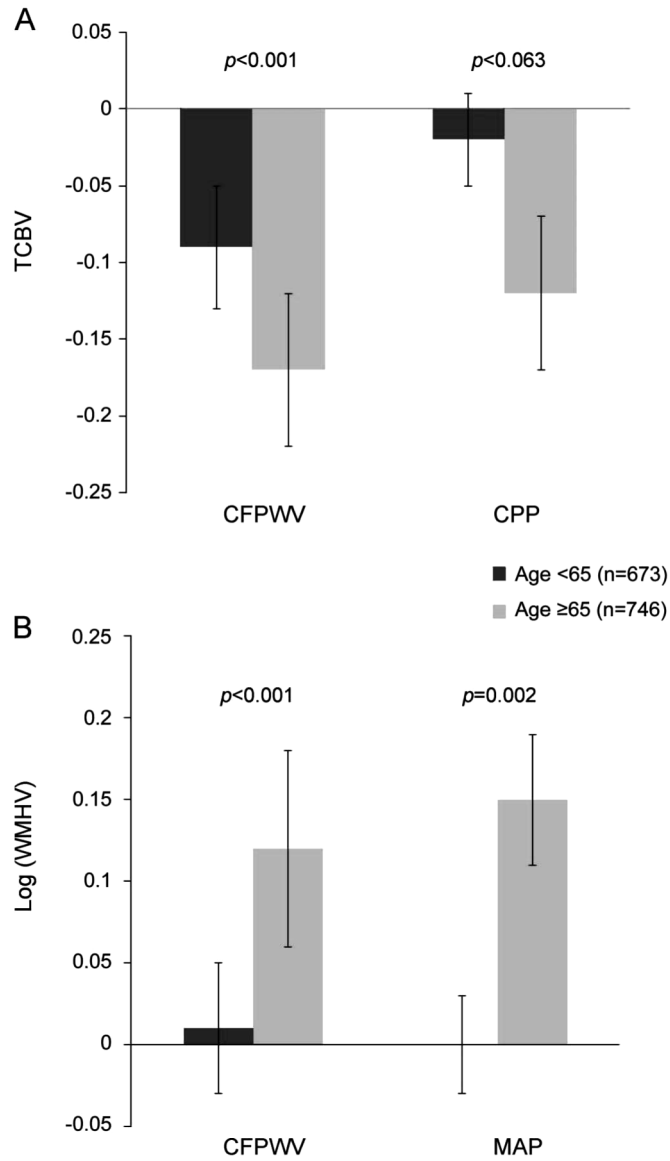 A
0.05
p<0.001 p<0.063
0
-0.05
TCBV
-0.1
-0.15
-0.2
-0.25
CFPWV CPP
Age <65 (n=673)
Age ≥65 (n=746)
B
0.25
p<0.001 p=0.002
0.2
0.15
Log (WMHV)
0.1
0.05
0
-0.05
CFPWV MAP